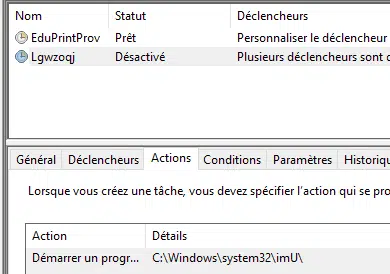 Nom Statut Déclencheurs
EduPrintProv Prêt Personnaliser le déclencheur
Lgwzoqj Désactivé Plusieurs déclencheurs sont
Général Déclencheurs Actions Conditions Paramètres Historiqu
Lorsque vous créez une tâche, vous devez spécifier l'action qui se pro
Action Détails
Démarrer un progr... C:\Windows\system32\imU\